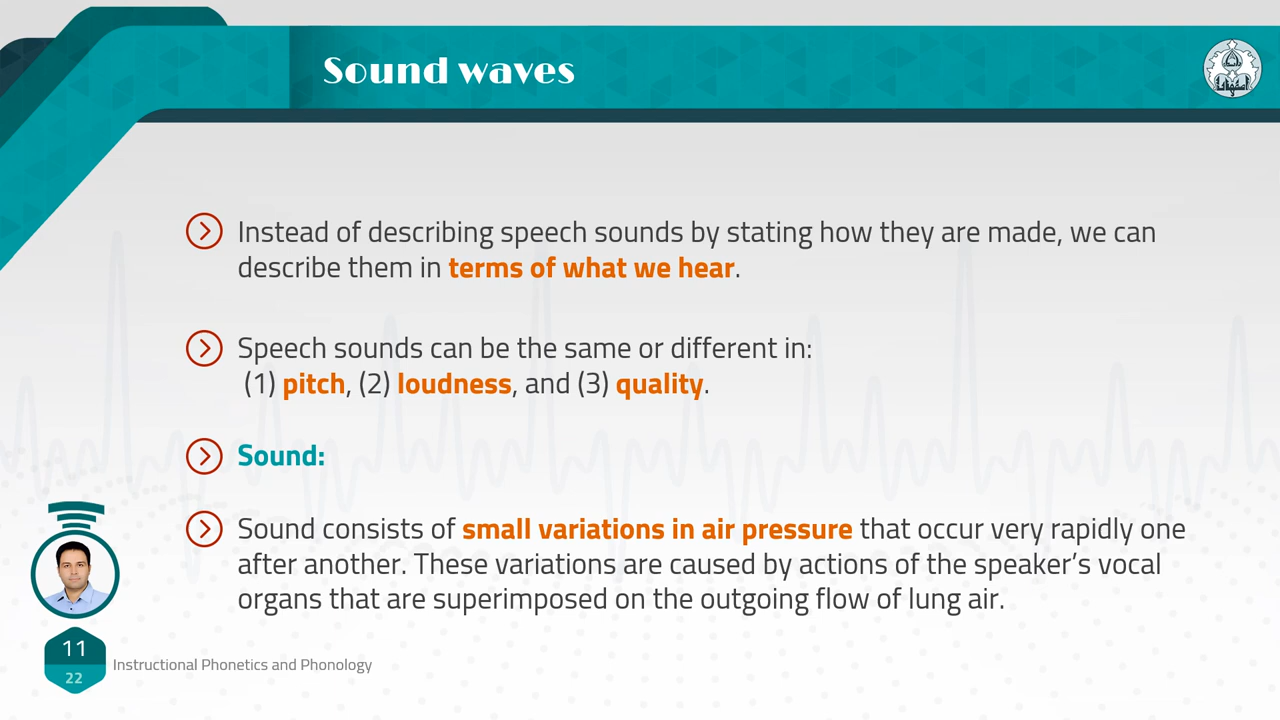 Sound waves
Instead of describing speech sounds by stating how they are made, we can
describe them in terms of what we hear.
Speech sounds can be the same or different in:
(1) pitch, (2) loudness, and (3) quality.
Sound:
Sound consists of small variations in air pressure that occur very rapidly one
after another. These variations are caused by actions of the speaker's vocal
organs that are superimposed on the outgoing flow of lung air.
11
22
Instructional Phonetics and Phonology